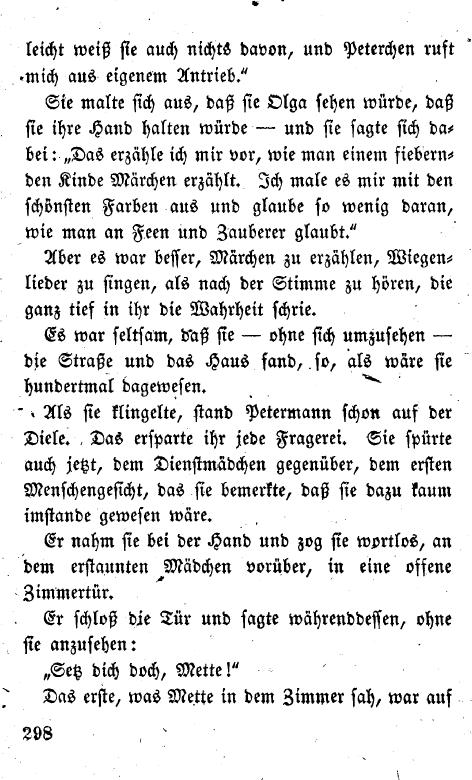 leicht weiß sie auch nichts davon, und Peterchen ruft
mich aus eigenem Antrieb.“
Sie malte sich aus, daß sie Olga sehen würde, daß
sie ihre Hand halten würde — und sie sagte sich da-
bei: „Das erzähle ich mir vor, wie man einem fiebern-
den Kinde Märchen erzählt. Ich male es mir mit den
schönsten Farben aus und glaube so wenig daran,
wie man an Feen und Zauberer glaubt.“
Aber es war besser, Märchen zu erzählen, Wiegen-
lieder zu singen, als nach der Stimme zu hören, die
ganz tief in ihr die Wahrheit schrie.
Es war seltsam, daß sie — ohne sich umzusehen —
die Straße und das Haus fand, so, als wäre sie
hundertmal dagewesen.
Als sie klingelte, stand Petermann schon auf der
Diele. Das ersparte ihr jede Fragerei. Sie spürte
auch jetzt, dem Dienstmädchen gegenüber, dem ersten
Menschengesicht, das sie bemerkte, daß sie dazu kaum
imstande gewesen wäre.
Er nahm sie bei der Hand und zog sie wortlos, an
dem erstaunten Mädchen vorüber, in eine offene
Zimmertür.
Er schloß die Tür und sagte währenddessen, ohne
sie anzusehen:
„Setz dich doch, Mette!“
Das erste, was Mette in dem Zimmer sah, war auf
298